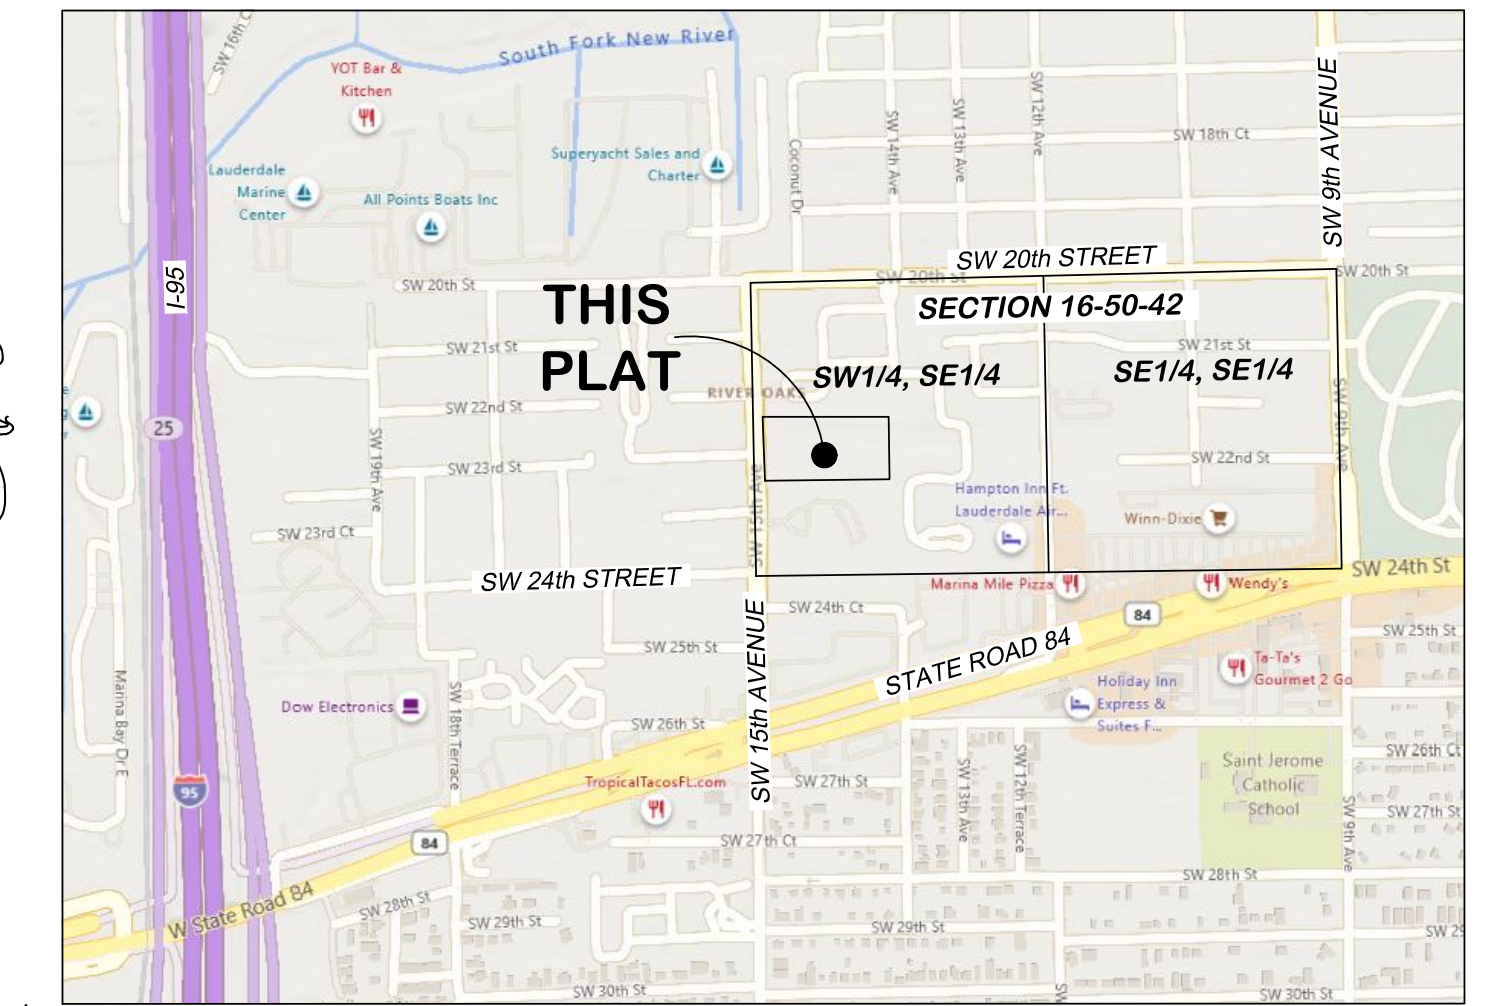 SW 16th C
South Fork New River
YOT Bar &
Kitchen
Lauderdale
Marine
Center
All Points Boats Inc
Superyacht Sales and
Charter
Coconut Dr
SW 14th Ave
SW 13th Ave
SW 12th Ave
SW 18th Ct
SW 9th AVENUE
I-95
SW 20th St
SW 20th St
SW 20th STREET
SW 20th St
THIS
PLAT
SECTION 16-50-42
SW1/4, SE1/4
SE1/4, SE1/4
SW 21st St
SW 21st St
RIVER OAKS
SW 22nd St
SW 22nd St
SW 9th Ave
25
SW 19th Ave
SW 23rd St
SW 15th Ave
Hampton Inn Ft.
Lauderdale Air...
Winn-Dixie
SW 23rd Ct
SW 24th STREET
Marina Mile Pizza
Wendy's
SW 24th St
SW 24th Ct
84
SW 15th AVENUE
STATE ROAD 84
SW 25th St
SW 25th St
Ta-Ta's
Gourmet 2 Go
Marina Bay Dr E
Dow Electronics
SW 18th Terrace
Holiday Inn
Express &
Suites F...
SW 26th St
SW 26th Ct
Saint Jerome
Catholic
School
95
TropicalTacosFL.com
SW 27th St
SW 13th Ave
SW 12th Terrace
SW 9th Ave
SW 27th St
84
SW 27th Ct
W State Road 84
SW 28th St
SW 28th St
SW 29th St
SW 29th St
SW 29
SW 30th St
SW
SW 30th St